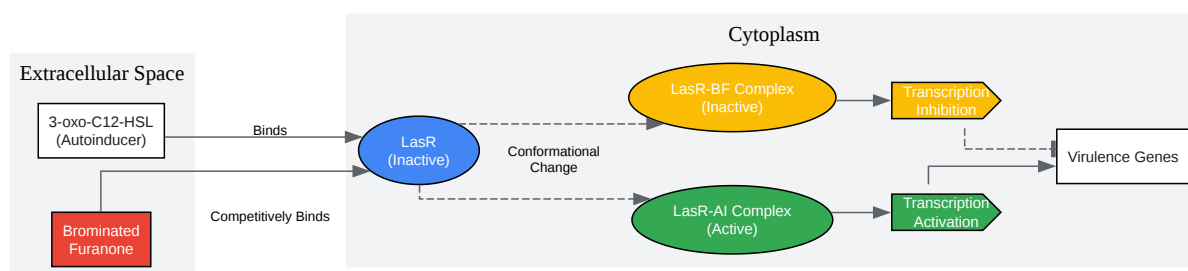 Cytoplasm
Extracellular Space
3-oxo-C12-HSL
(Autoinducer)
Binds
Brominated
Furanone
Competitively Binds
LasR
(Inactive)
Conformational
Change
LasR-BF Complex
(Inactive)
Transcription
Inhibition
LasR-AI Complex
(Active)
Transcription
Activation
Virulence Genes